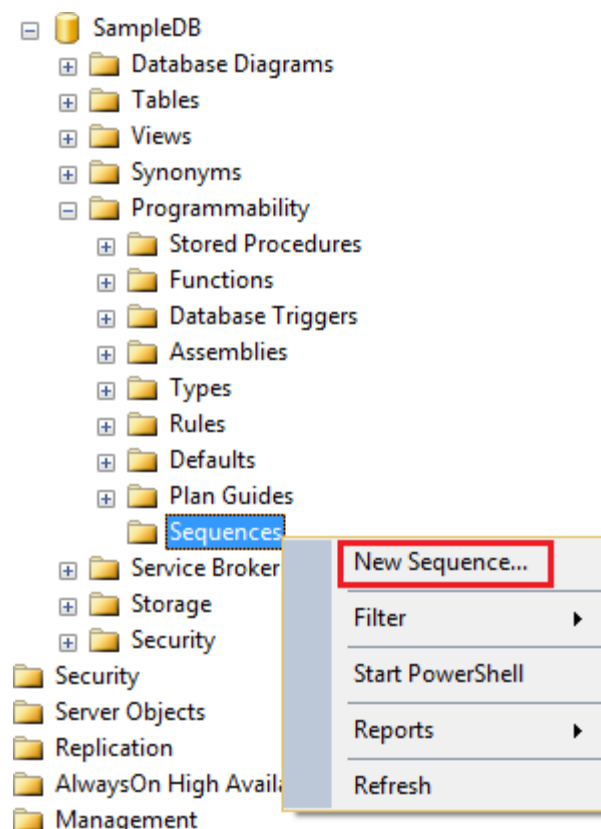 SampleDB
Database Diagrams
Tables
Views
Synonyms
Programmability
Stored Procedures
Functions
Database Triggers
Assemblies
Types
Rules
Defaults
Plan Guides
Sequences
New Sequence...
Service Broker
Filter
Storage
Security
Start PowerShell
Security
Server Objects
Reports
Replication
AlwaysOn High Availa
Refresh
Management